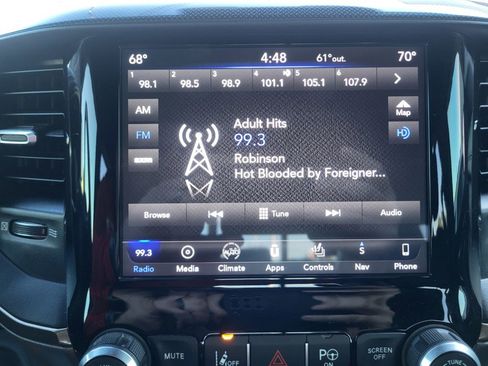 68° 4:48 61° out. 70°
1 98.1 2 98.5 3 98.9 4 101.1 5 105.1 6 107.9
AM
Map
Adult Hits
FM
99.3
HD
Robinson
Hot Blooded by Foreigner...
Browse Tune Audio
99.3 S
Radio Media Climate Apps Controls Nav Phone
MUTE OFF P SCREEN OFF
TUNE